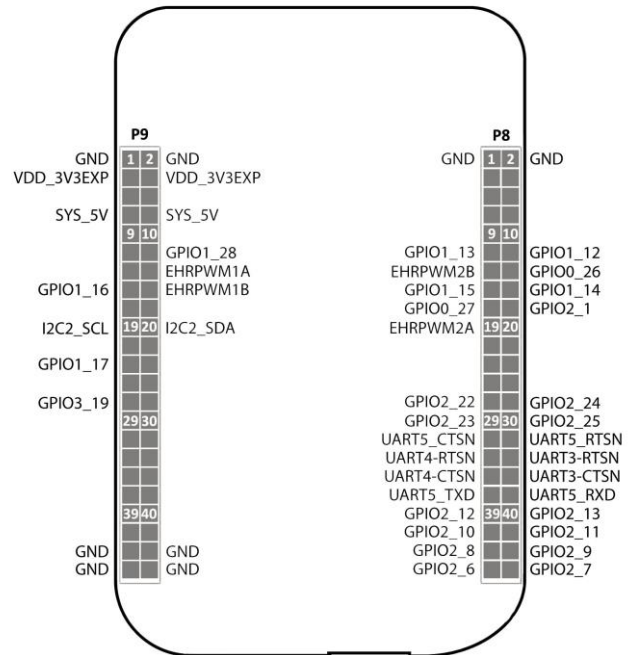 P9
GND 1 2 GND
VDD_3V3EXP VDD_3V3EXP
SYS_5V SYS_5V
9 10
GPIO1_28
EHRPWM1A
GPIO1_16 EHRPWM1B
I2C2_SCL 19 20 I2C2_SDA
GPIO1_17
GPIO3_19
29 30
39 40
GND GND
GND GND
P8
GND 1 2 GND
9 10
GPIO1_13 GPIO1_12
EHRPWM2B GPIO0_26
GPIO1_15 GPIO1_14
GPIO0_27 GPIO2_1
EHRPWM2A 19 20
GPIO2_22 GPIO2_24
GPIO2_23 29 30 GPIO2_25
UART5_CTSN UART5_RTSN
UART4-RTSN UART3-RTSN
UART4-CTSN UART3-CTSN
UART5_TXD UART5_RXD
GPIO2_12 39 40 GPIO2_13
GPIO2_10 GPIO2_11
GPIO2_8 GPIO2_9
GPIO2_6 GPIO2_7